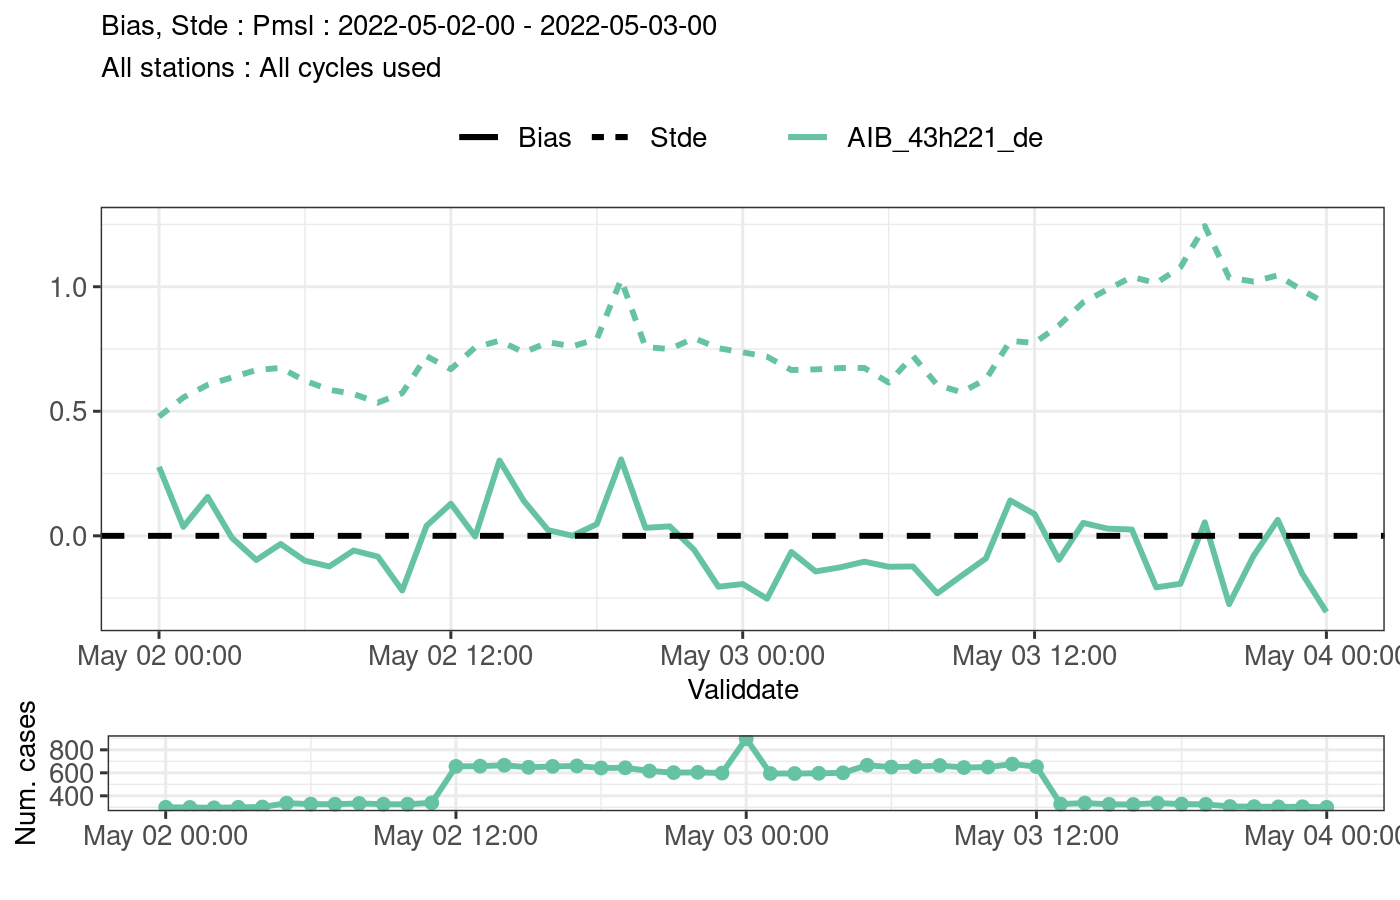 Bias, Stde : Pmsl : 2022-05-02-00 - 2022-05-03-00
All stations : All cycles used
Bias Stde AIB_43h221_de
1.0
0.5
0.0
May 02 00:00 May 02 12:00 May 03 00:00 May 03 12:00 May 04 00:0
Validdate
Num. cases
800
600
400
May 02 00:00 May 02 12:00 May 03 00:00 May 03 12:00 May 04 00:0